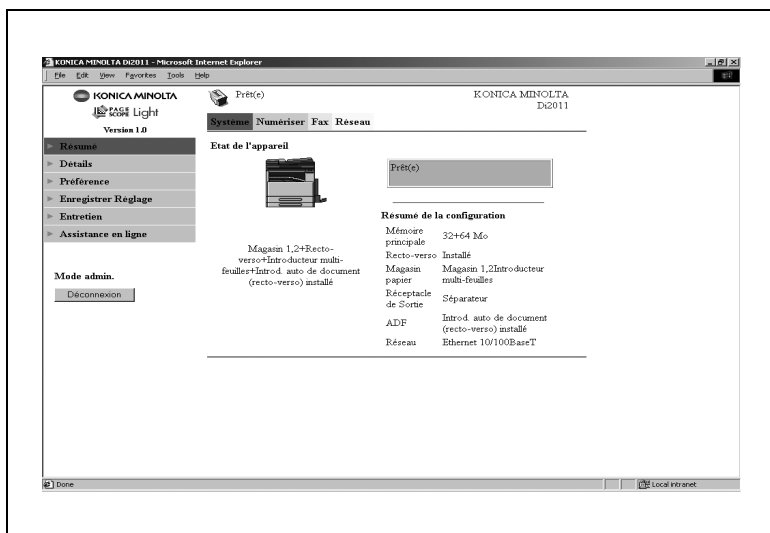 KONICA MINOLTA Di2011 - Microsoft Internet Explorer
File Edit View Favorites Tools Help
KONICA MINOLTA
PAGE SCOPE Light
Version 1.0
Prêt(e)
KONICA MINOLTA
Di2011
Système Numériser Fax Réseau
Résumé
Détails
Préférence
Enregistrer Réglage
Entretien
Assistance en ligne
Mode admin.
Déconnexion
Etat de l'appareil
Magasin 1,2+Recto-
verso+Introducteur multi-
feuilles+Introd. auto de document
(recto-verso) installé
Prêt(e)
Résumé de la configuration
Mémoire
principale
32+64 Mo
Recto-verso Installé
Magasin
papier
Magasin 1,2Introducteur
multi-feuilles
Réceptacle
de Sortie
Séparateur
ADF
Introd. auto de document
(recto-verso) installé
Réseau Ethernet 10/100BaseT
Done
Local intranet